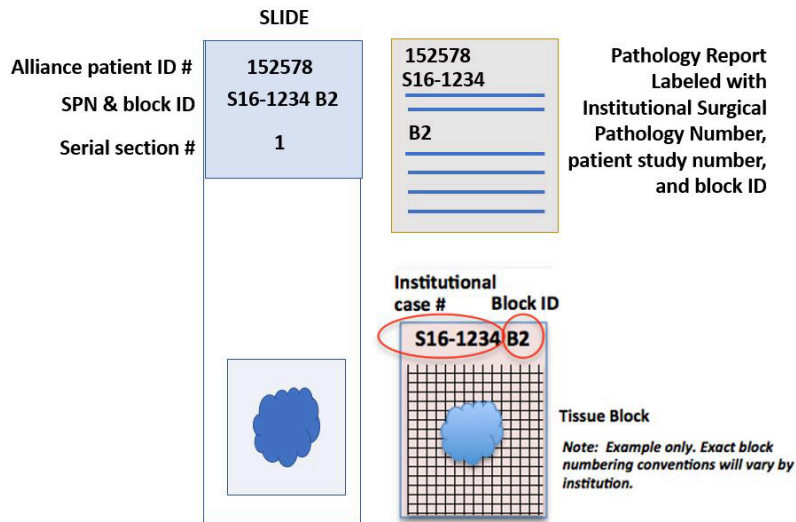 SLIDE
Alliance patient ID #
152578
SPN & block ID
S16-1234 B2
Serial section #
1
152578
S16-1234
B2
Pathology Report
Labeled with
Institutional Surgical
Pathology Number,
patient study number,
and block ID
Institutional
case #
Block ID
S16-1234 B2
Tissue Block
Note: Example only. Exact block
numbering conventions will vary by
institution.